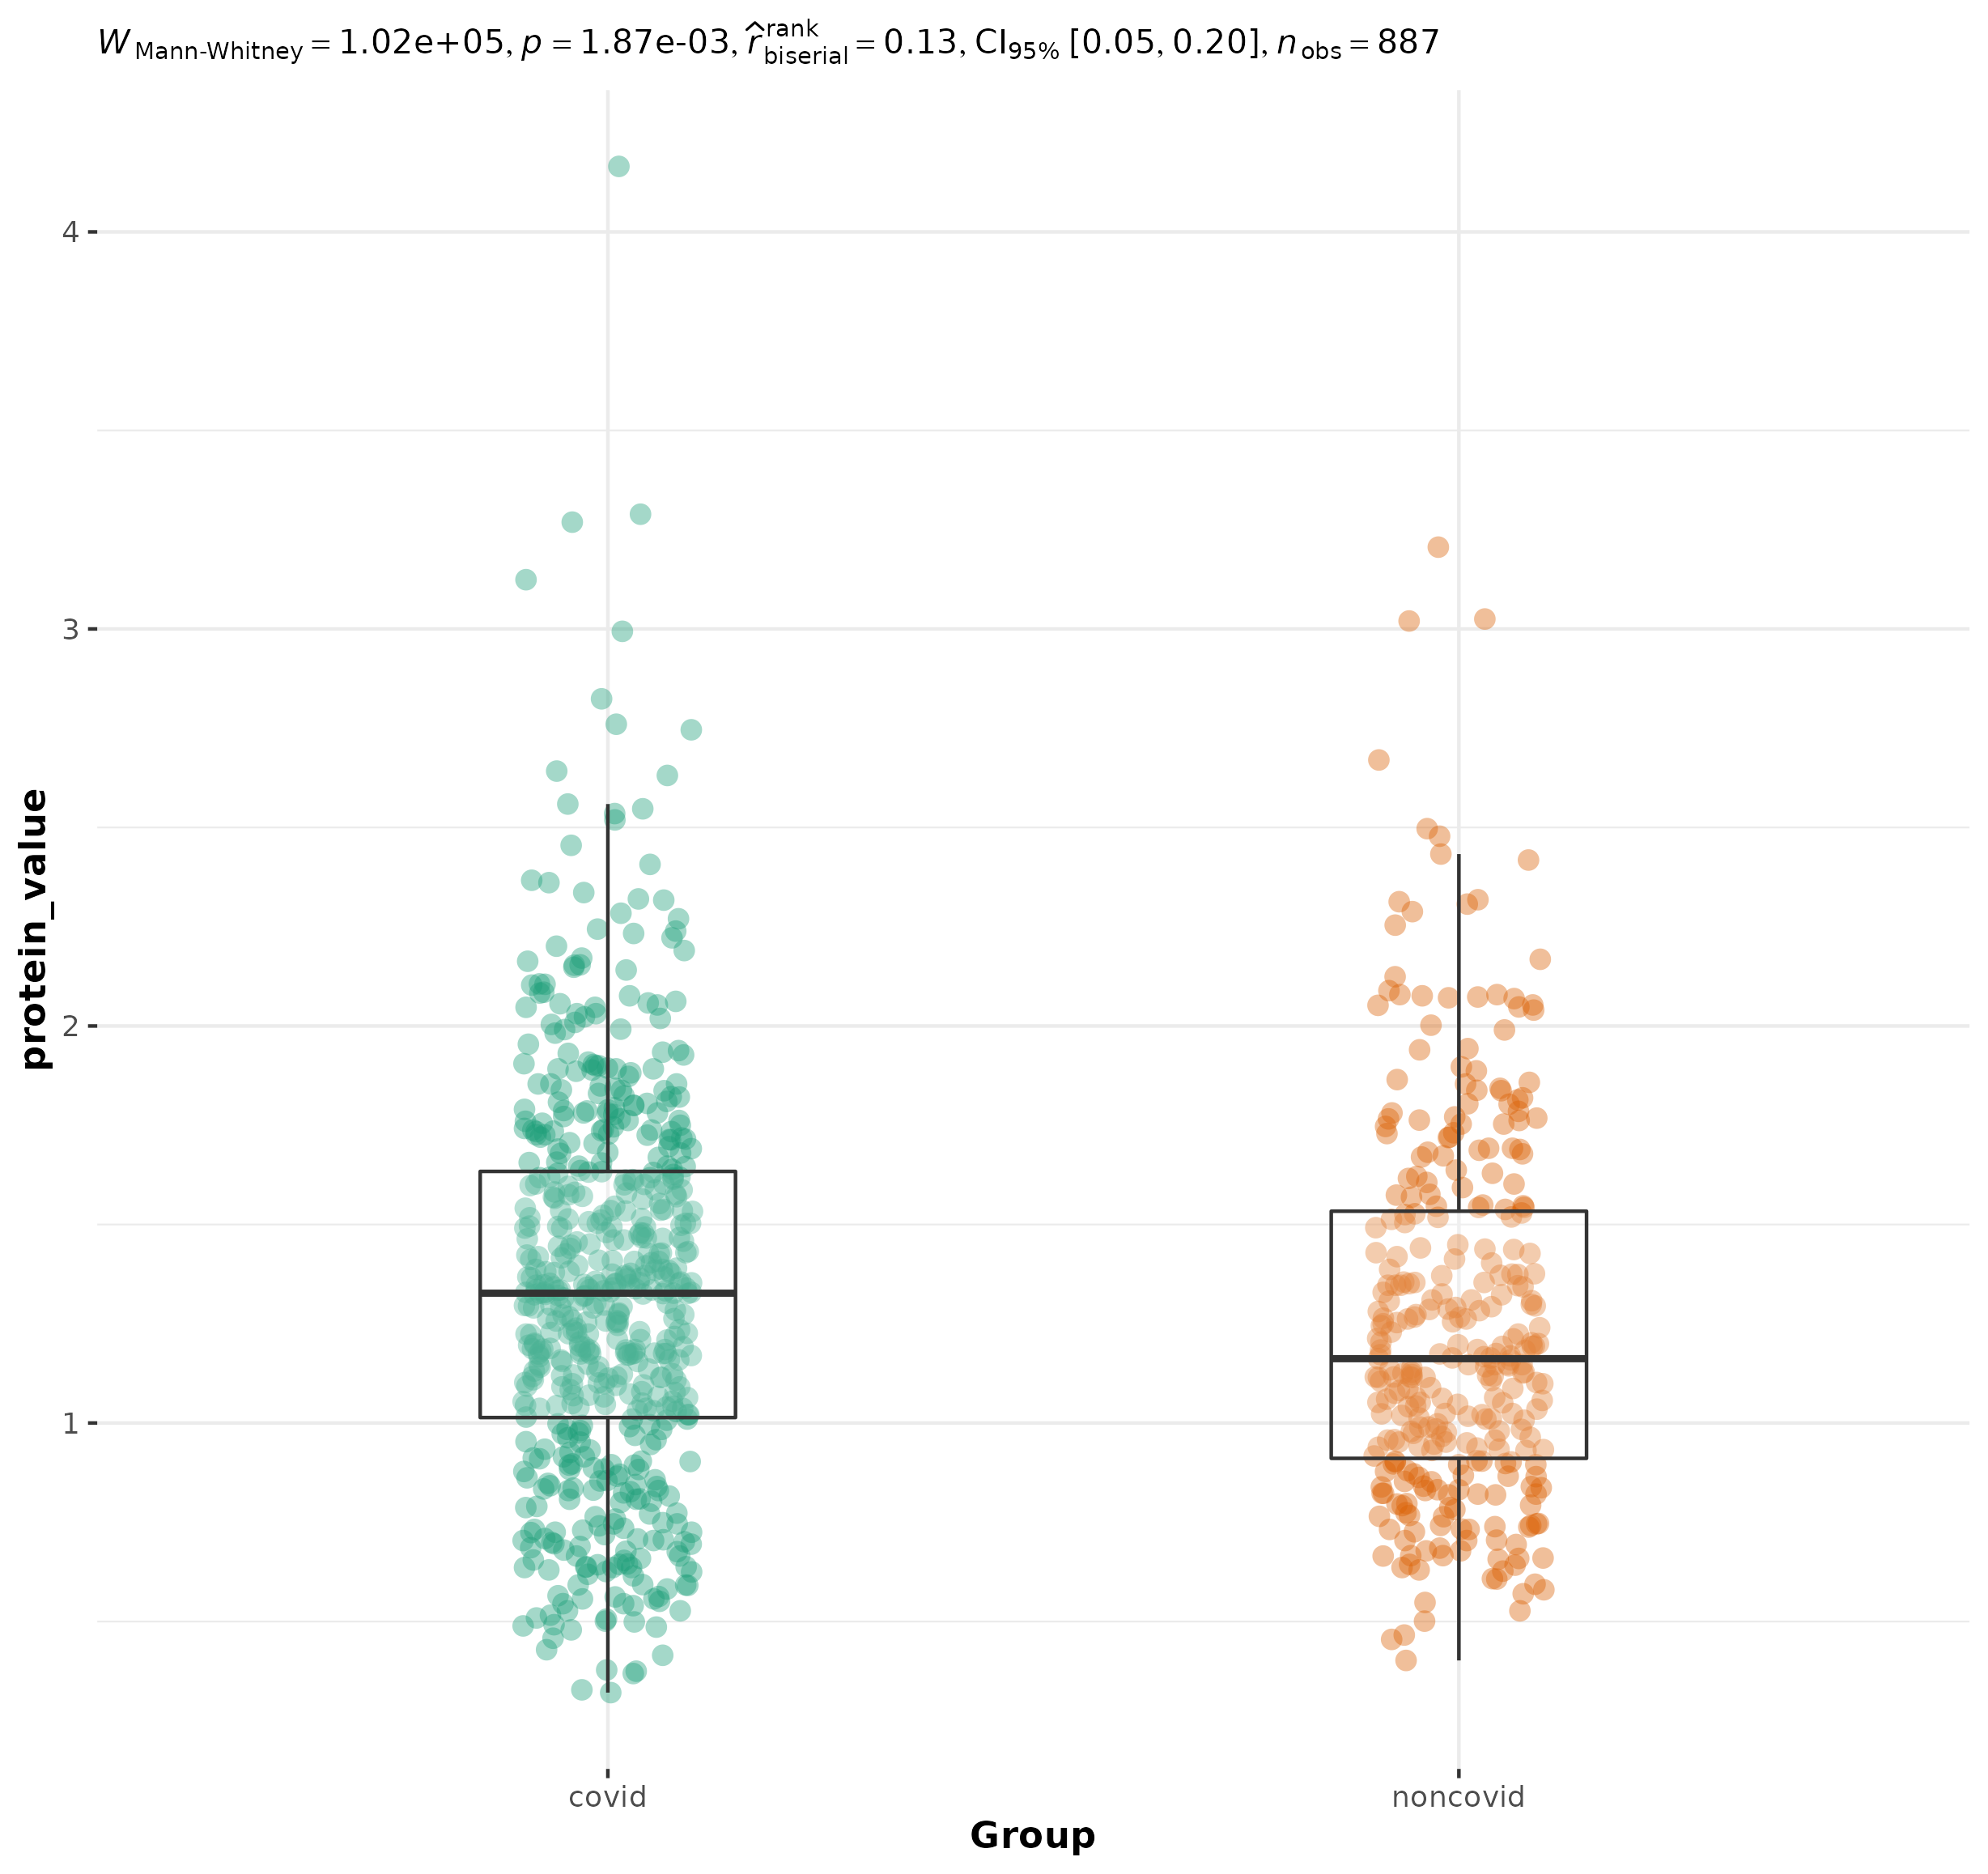 W Mann-Whitney = 1.02e+05, p = 1.87e-03, r̂ rank biserial = 0.13, CI95% [0.05, 0.20], n obs = 887
protein_value
4
3
2
1
covid noncovid
Group